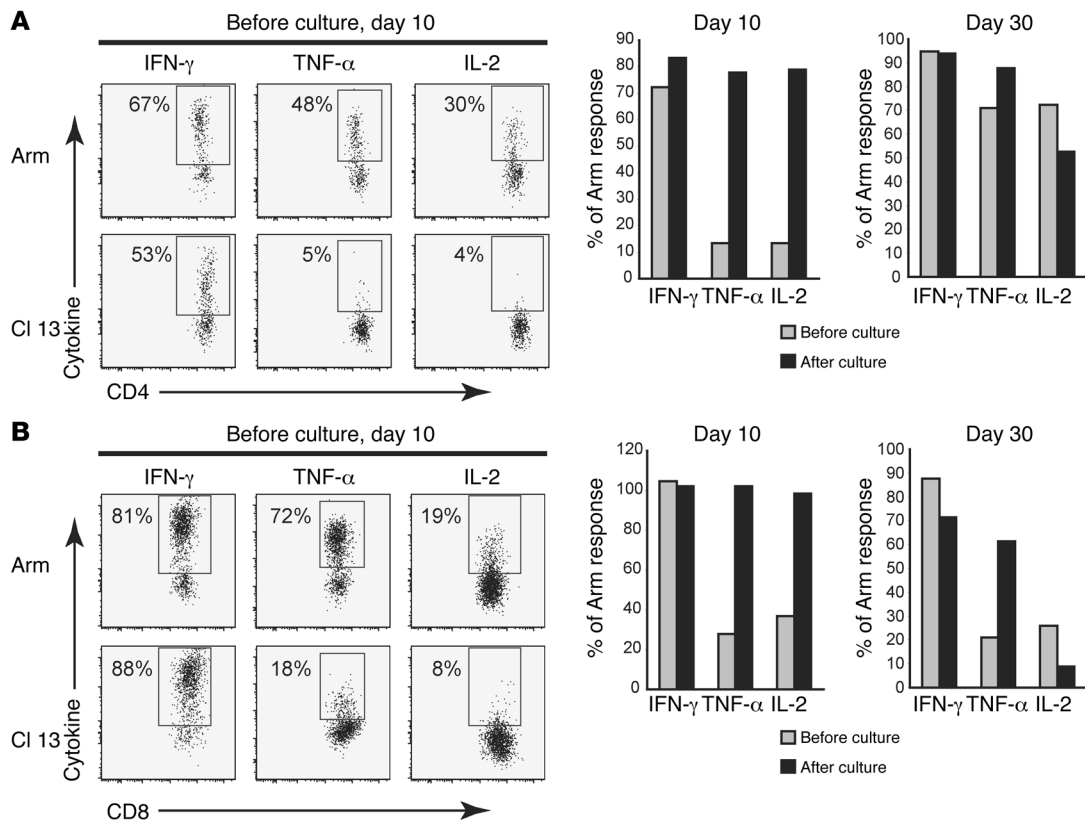 A
Before culture, day 10
IFN-γ TNF-α IL-2
67% 48% 30%
Arm
53% 5% 4%
Cl 13
Cytokine
CD4
Day 10
% of Arm response
90
80
70
60
50
40
30
20
10
0
IFN-γ TNF-α IL-2
Day 30
% of Arm response
100
90
80
70
60
50
40
30
20
10
0
IFN-γ TNF-α IL-2
Before culture
After culture
B
Before culture, day 10
IFN-γ TNF-α IL-2
81% 72% 19%
Arm
88% 18% 8%
Cl 13
Cytokine
CD8
Day 10
% of Arm response
120
100
80
60
40
20
0
IFN-γ TNF-α IL-2
Day 30
% of Arm response
100
90
80
70
60
50
40
30
20
10
0
IFN-γ TNF-α IL-2
Before culture
After culture